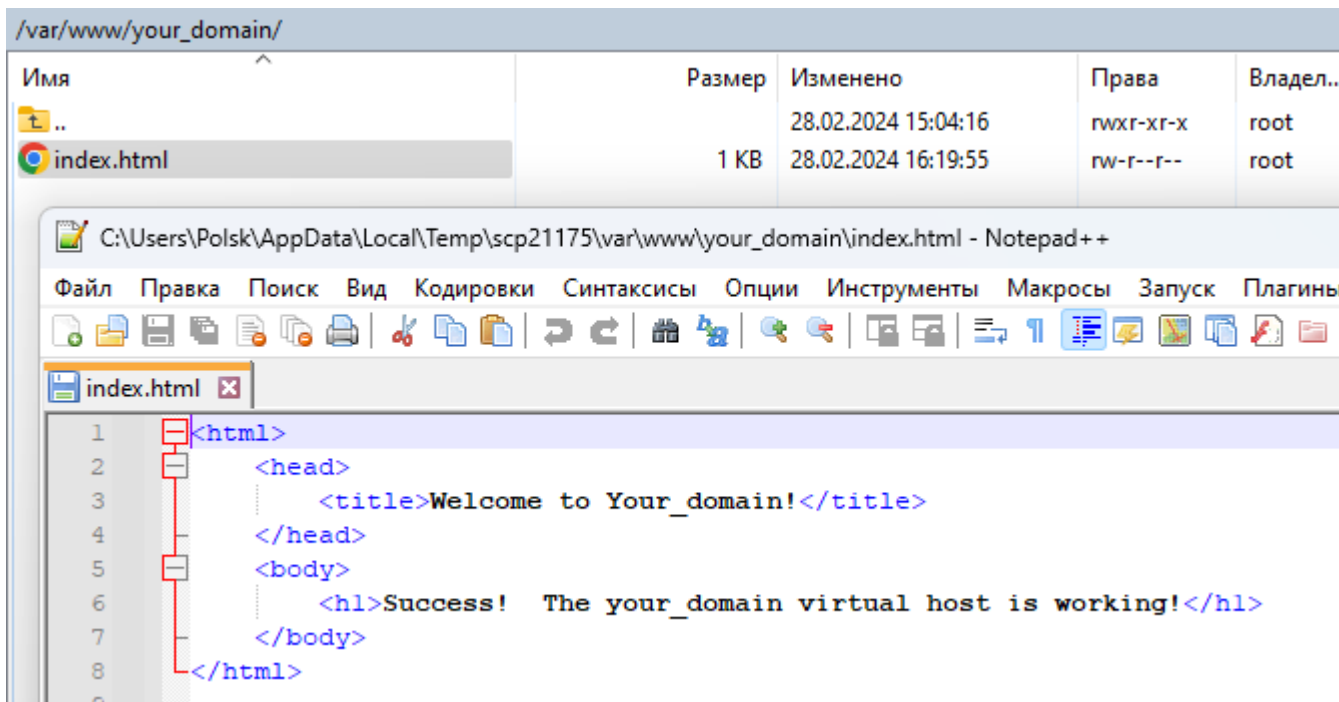 /var/www/your_domain/
Имя Размер Изменено Права Владел..
.. 28.02.2024 15:04:16 rwxr-xr-x root
index.html 1 KB 28.02.2024 16:19:55 rw-r--r-- root
C:\Users\Polsk\AppData\Local\Temp\scp21175\var\www\your_domain\index.html - Notepad++
Файл Правка Поиск Вид Кодировки Синтаксисы Опции Инструменты Макросы Запуск Плагины
index.html
1 <html>
2 <head>
3 <title>Welcome to Your_domain!</title>
4 </head>
5 <body>
6 <h1>Success!  The your_domain virtual host is working!</h1>
7 </body>
8 </html>